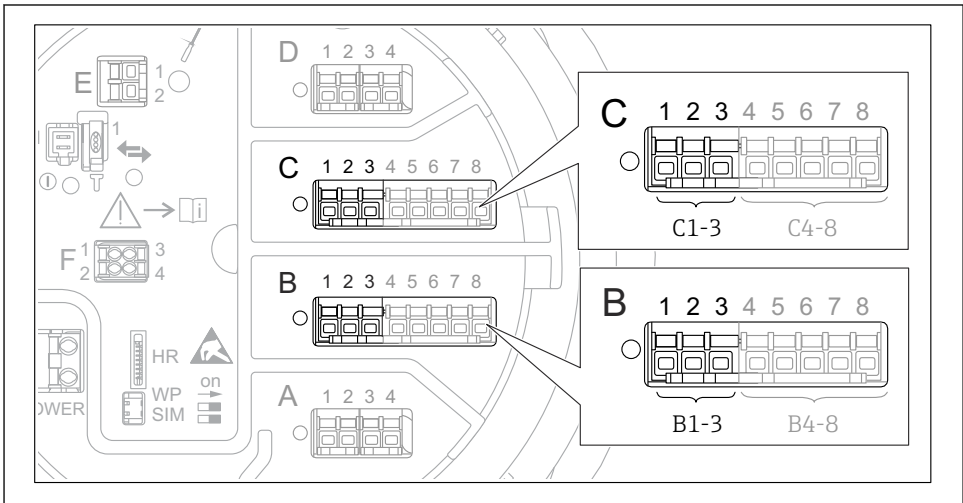 D 1 2 3 4
E 1
2
1
C 1 2 3 4 5 6 7 8
i
F 1 3
2 4
B 1 2 3 4 5 6 7 8
HR
WP on
SIM
OWER
A 1 2 3 4
C 1 2 3 4 5 6 7 8
C1-3 C4-8
B 1 2 3 4 5 6 7 8
B1-3 B4-8